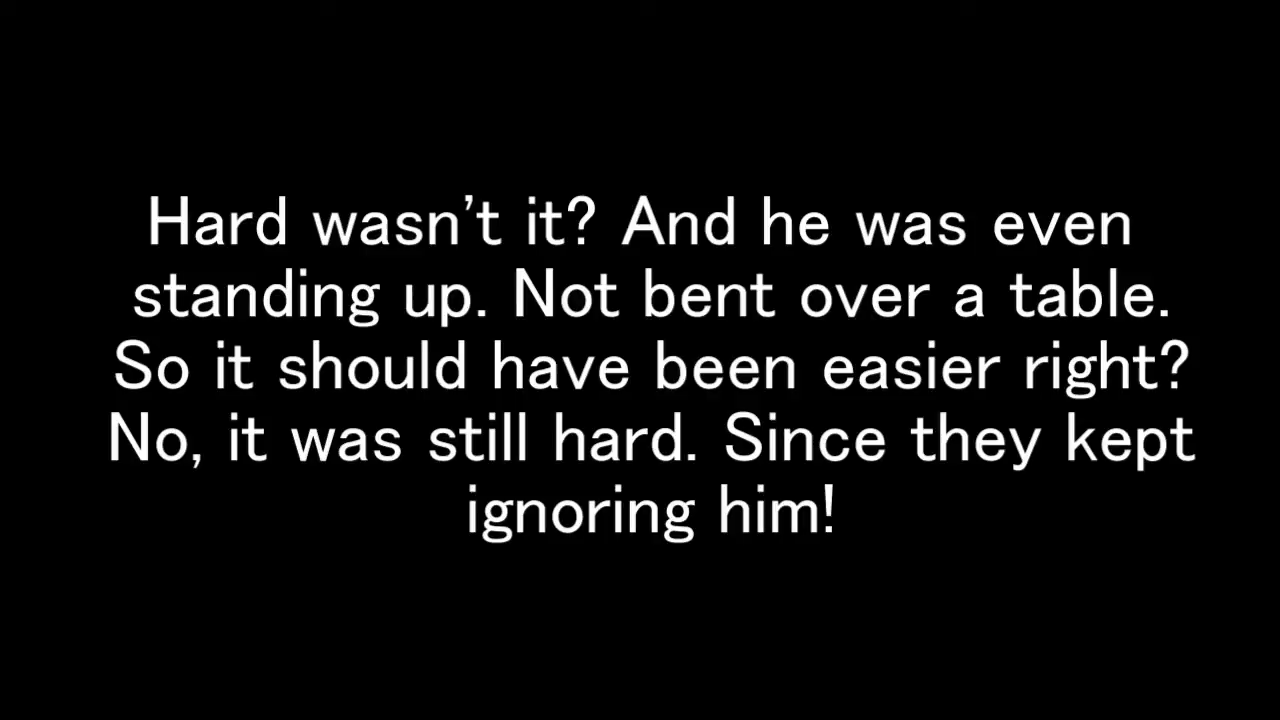 Hard wasn't it? And he was even
standing up. Not bent over a table.
So it should have been easier right?
No, it was still hard. Since they kept
ignoring him!